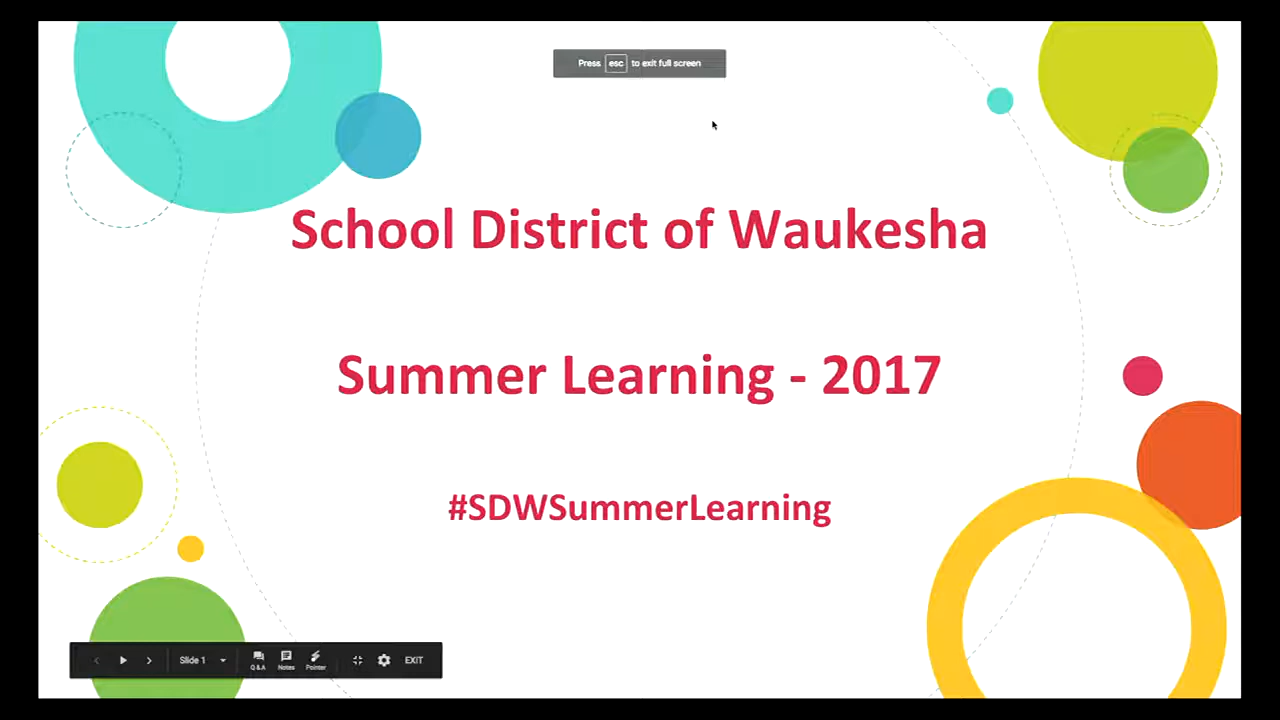 Press esc to exit full screen
School District of Waukesha
Summer Learning - 2017
#SDWSummerLearning
Slide 1 Q&A Notes Pointer EXIT